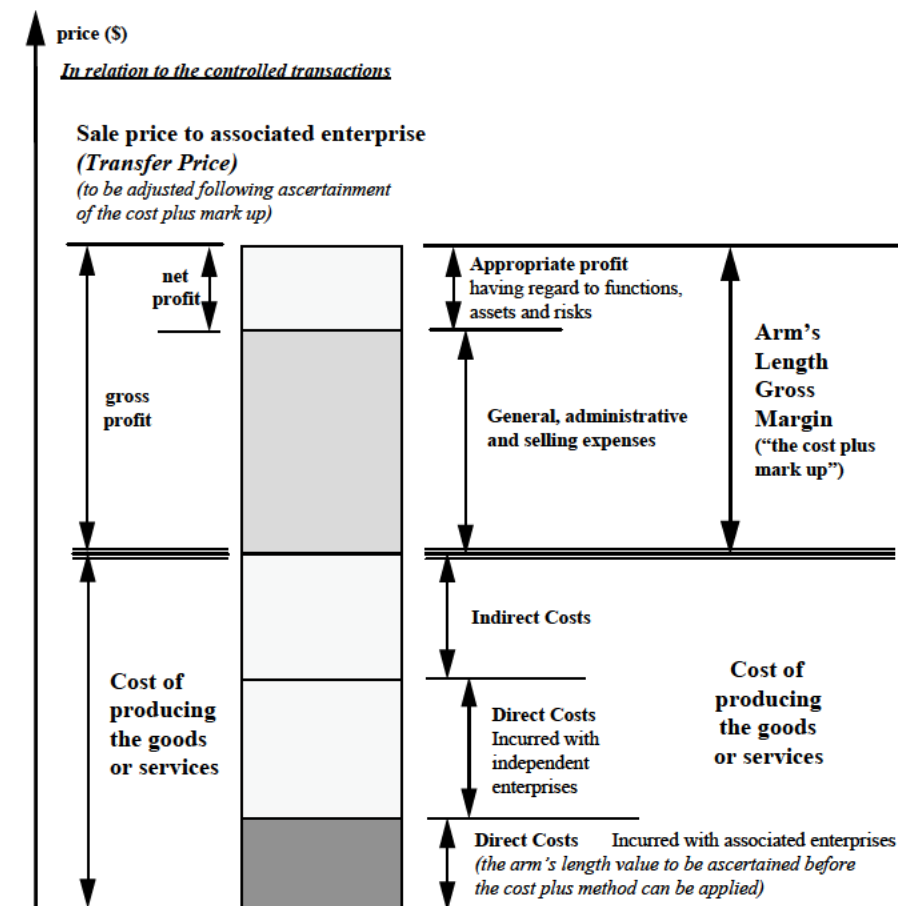 price ($)
In relation to the controlled transactions
Sale price to associated enterprise
(Transfer Price)
(to be adjusted following ascertainment
of the cost plus mark up)
net
profit
gross
profit
Appropriate profit
having regard to functions,
assets and risks
General, administrative
and selling expenses
Arm’s
Length
Gross
Margin
(“the cost plus
mark up”)
Cost of
producing
the goods
or services
Indirect Costs
Direct Costs
Incurred with
independent
enterprises
Cost of
producing
the goods
or services
Direct Costs Incurred with associated enterprises
(the arm’s length value to be ascertained before
the cost plus method can be applied)